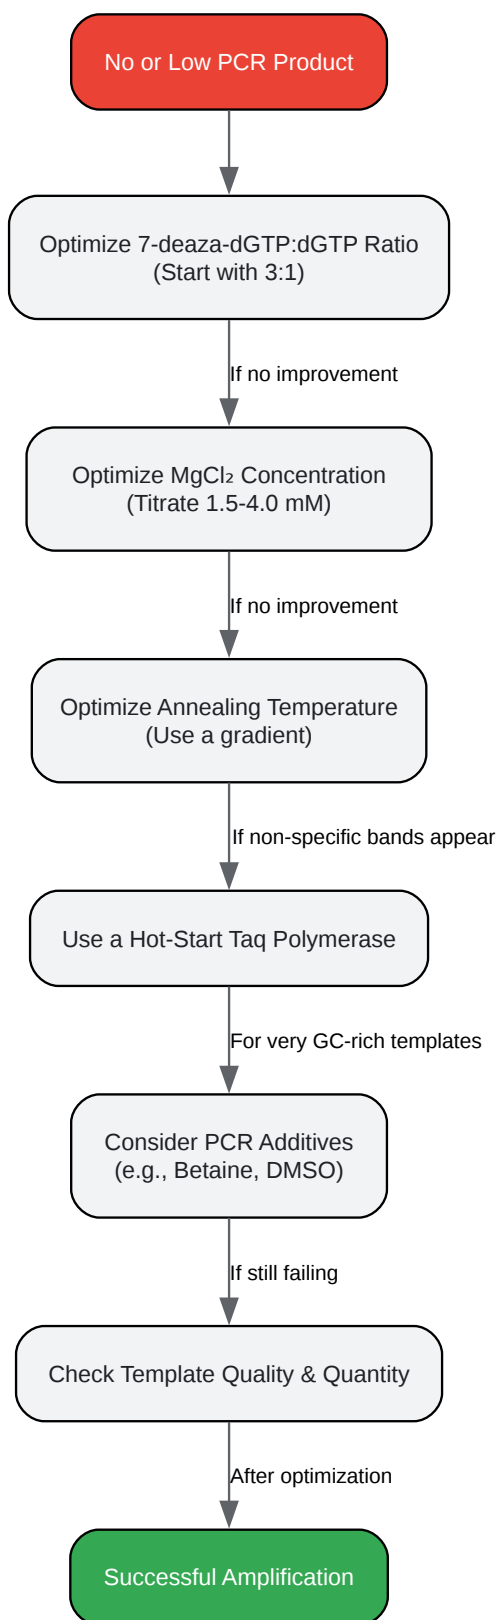 No or Low PCR Product
Optimize 7-deaza-dGTP:dGTP Ratio
(Start with 3:1)
If no improvement
Optimize MgCl₂ Concentration
(Titrate 1.5-4.0 mM)
If no improvement
Optimize Annealing Temperature
(Use a gradient)
If non-specific bands appear
Use a Hot-Start Taq Polymerase
For very GC-rich templates
Consider PCR Additives
(e.g., Betaine, DMSO)
If still failing
Check Template Quality & Quantity
After optimization
Successful Amplification